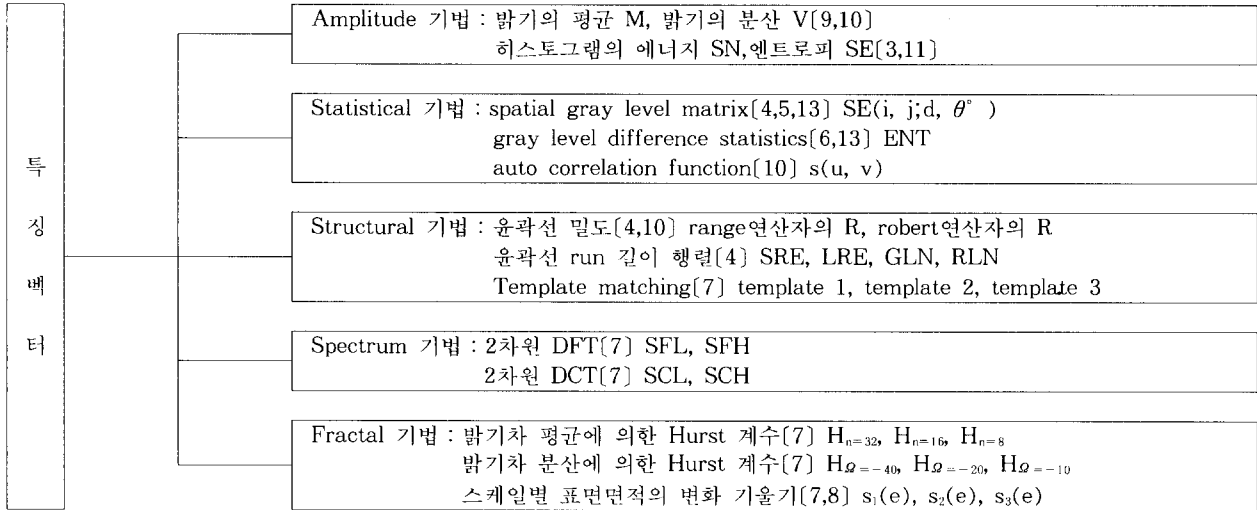 특징벡터
Amplitude 기법 : 밝기의 평균 M, 밝기의 분산 V[9,10]
히스토그램의 에너지 SN,엔트로피 SE[3,11]
Statistical 기법 : spatial gray level matrix[4,5,13] SE(i, j;d, θ° )
gray level difference statistics[6,13] ENT
auto correlation function[10] s(u, v)
Structural 기법 : 윤곽선 밀도[4,10] range연산자의 R, robert연산자의 R
윤곽선 run 길이 행렬[4] SRE, LRE, GLN, RLN
Template matching[7] template 1, template 2, template 3
Spectrum 기법 : 2차원 DFT[7] SFL, SFH
2차원 DCT[7] SCL, SCH
Fractal 기법 : 밝기차 평균에 의한 Hurst 계수[7] Hₙ₌₃₂, Hₙ₌₁₆, Hₙ₌₈
밝기차 분산에 의한 Hurst 계수[7] H_Ω₌₋₄₀, H_Ω₌₋₂₀, H_Ω₌₋₁₀
스케일별 표면면적의 변화 기울기[7,8] s₁(e), s₂(e), s₃(e)